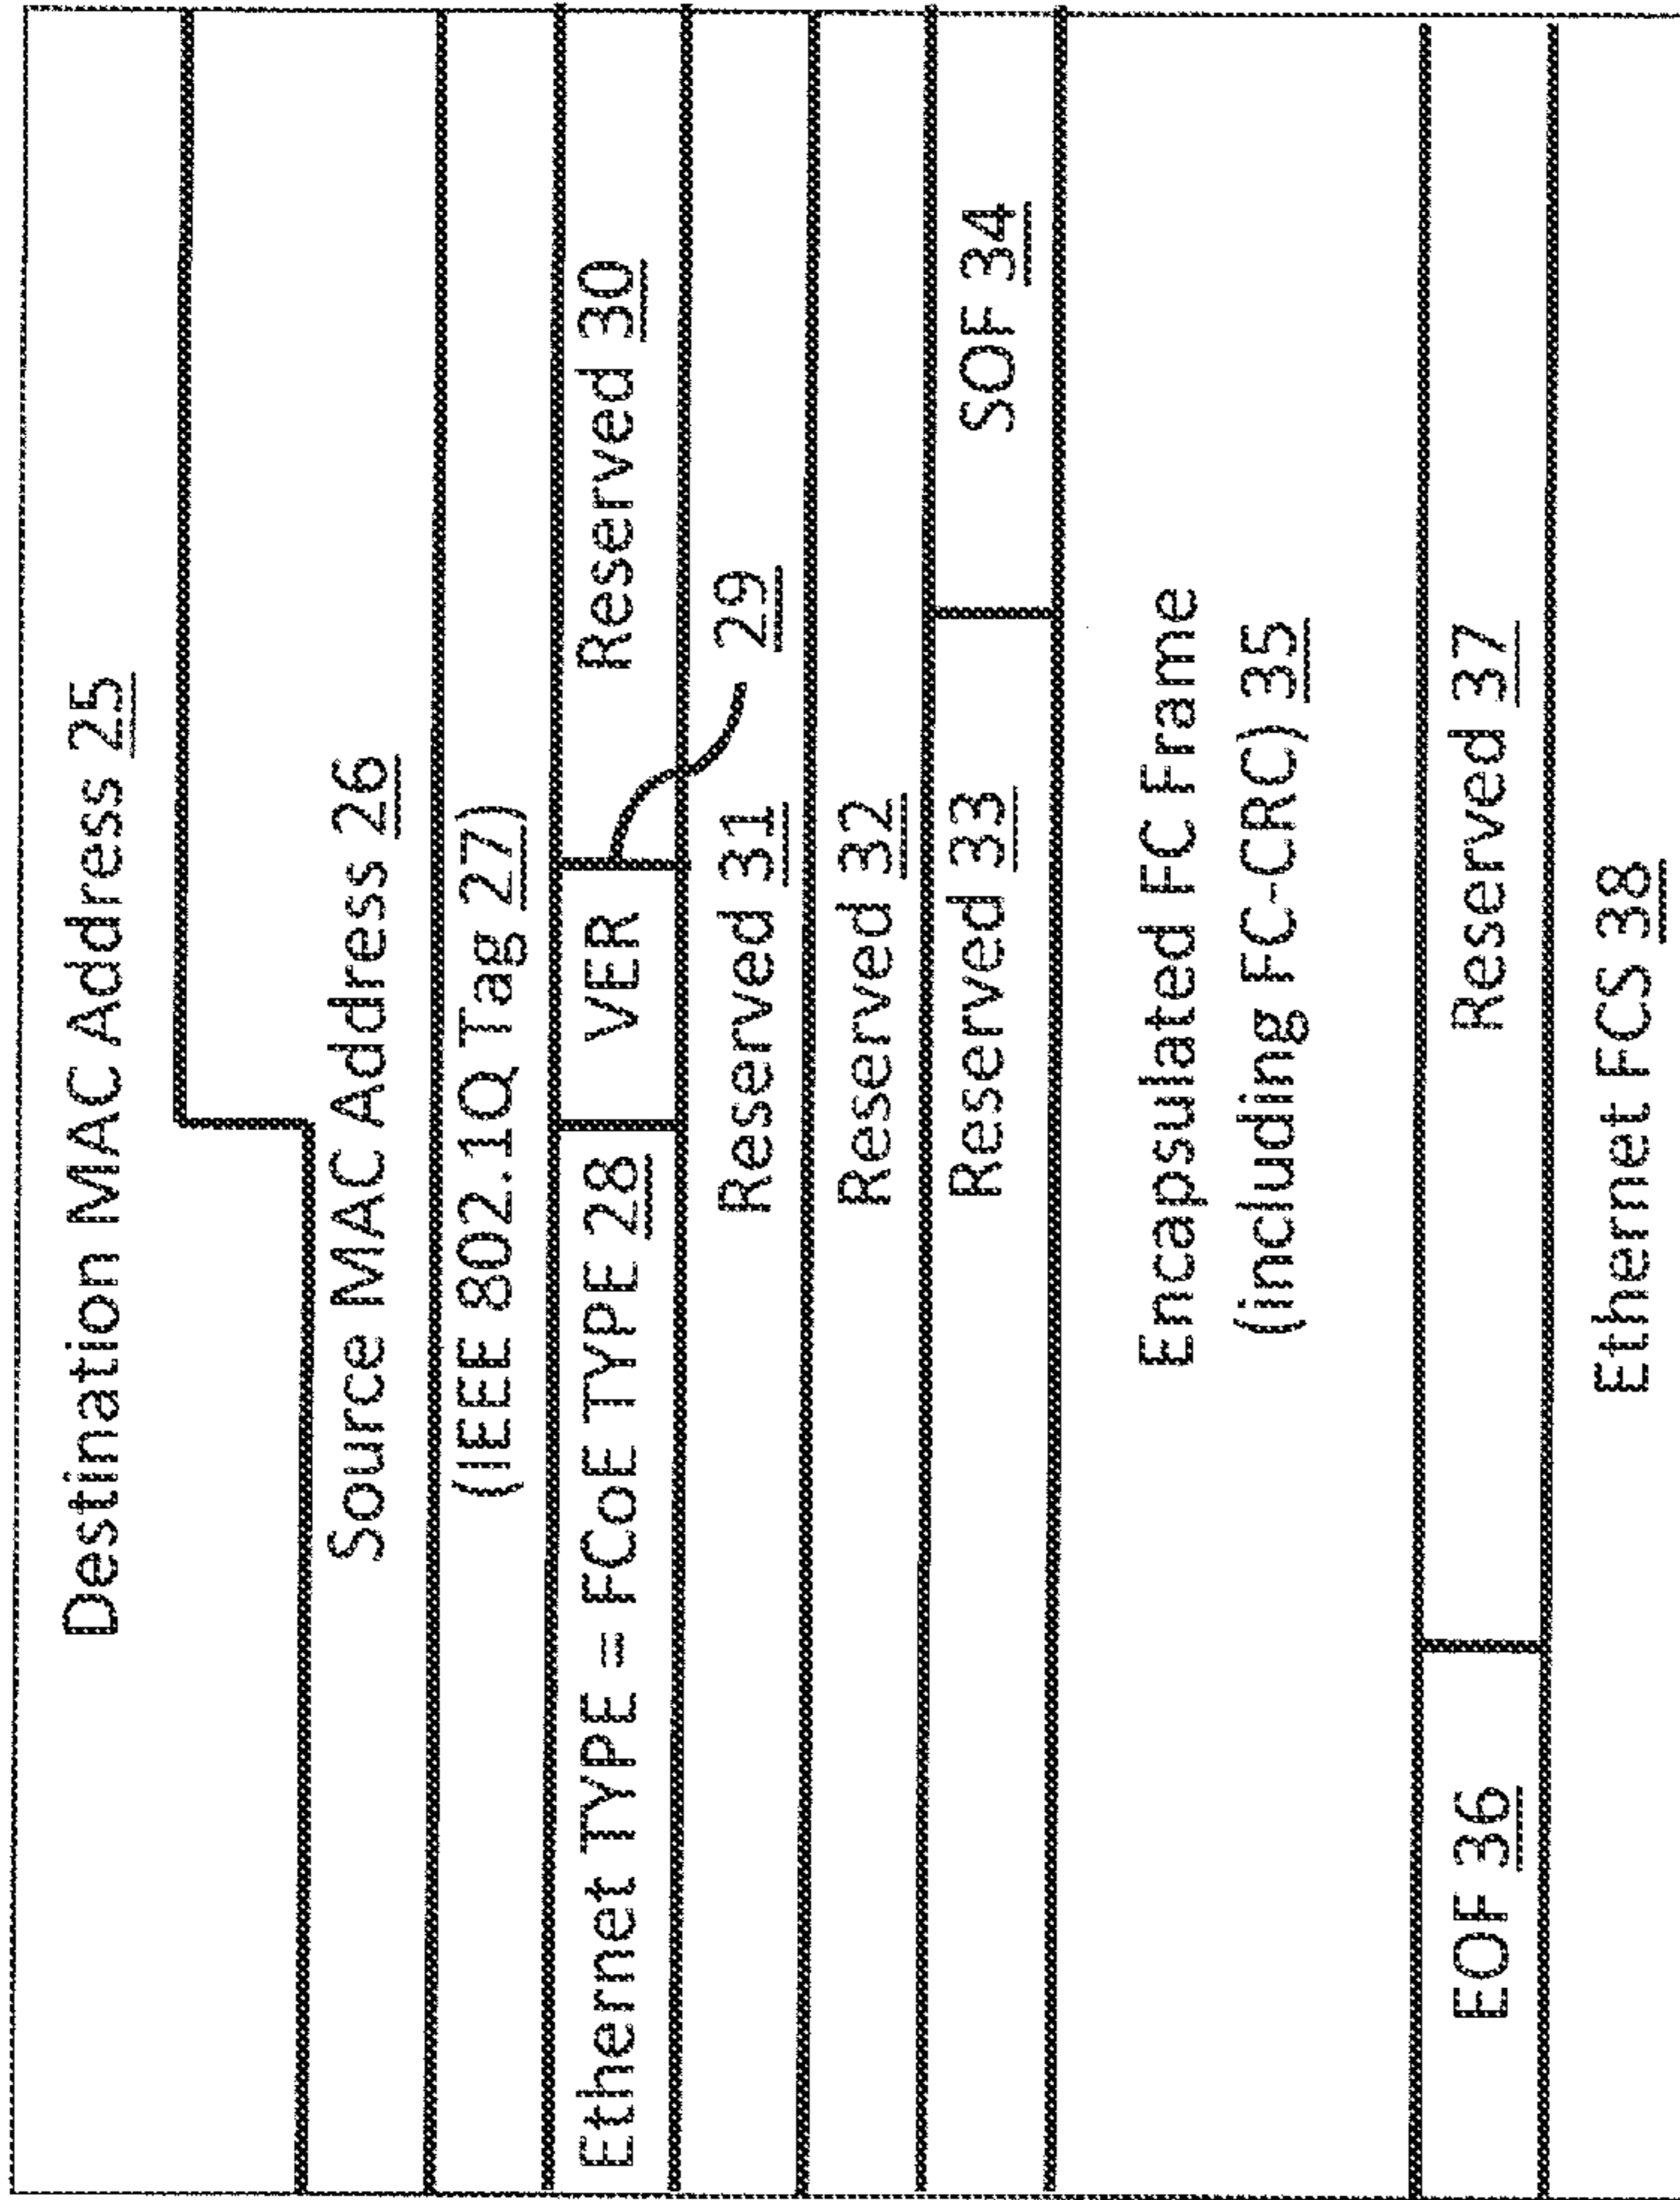 Destination MAC Address 25
Source MAC Address 26
(IEEE 802.1Q Tag 27)
Ethernet TYPE = FCoE TYPE 28
VER
Reserved 30
29
Reserved 31
Reserved 32
Reserved 33
SOF 34
Encapsulated FC Frame
(including FC-CRC) 35
EOF 36
Reserved 37
Ethernet FCS 38